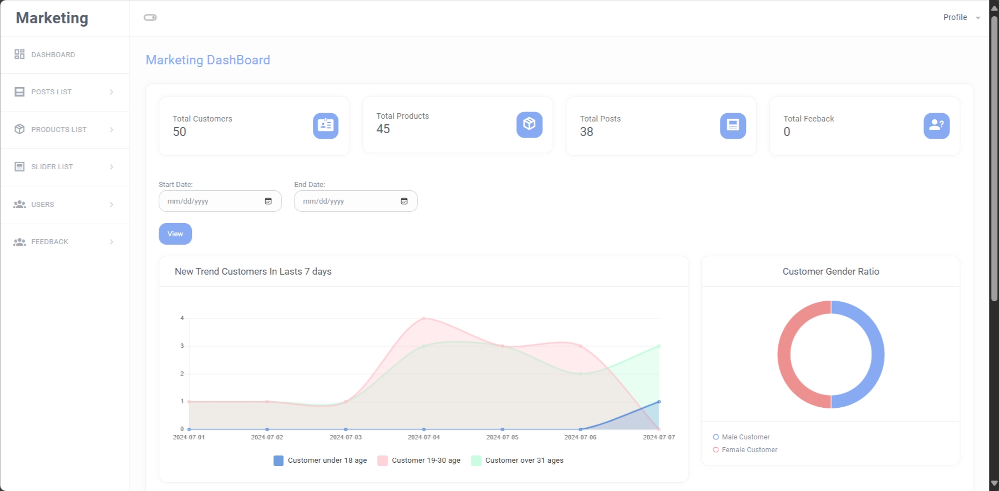 Marketing
Profile
DASHBOARD
POSTS LIST
PRODUCTS LIST
SLIDER LIST
USERS
FEEDBACK
Marketing DashBoard
Total Customers
50
Total Products
45
Total Posts
38
Total Feeback
0
Start Date:
End Date:
mm/dd/yyyy
mm/dd/yyyy
View
New Trend Customers In Lasts 7 days
4
3
2
1
0
2024-07-01
2024-07-02
2024-07-03
2024-07-04
2024-07-05
2024-07-06
2024-07-07
Customer under 18 age
Customer 19-30 age
Customer over 31 ages
Customer Gender Ratio
Male Customer
Female Customer